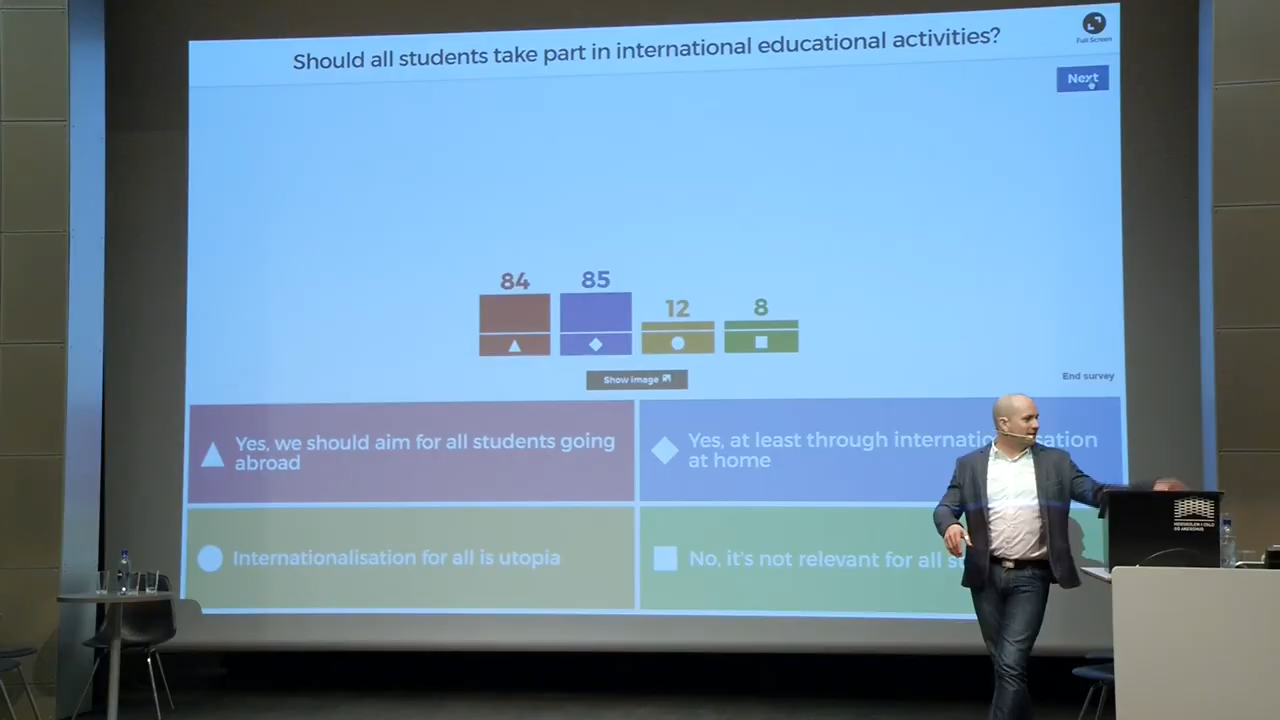 Should all students take part in international educational activities?
Full Screen
Next
84
85
12
8
Show image
End survey
Yes, we should aim for all students going
abroad
Yes, at least through sation
at home
Internationalisation for all is utopia
No, it's not relevant for all